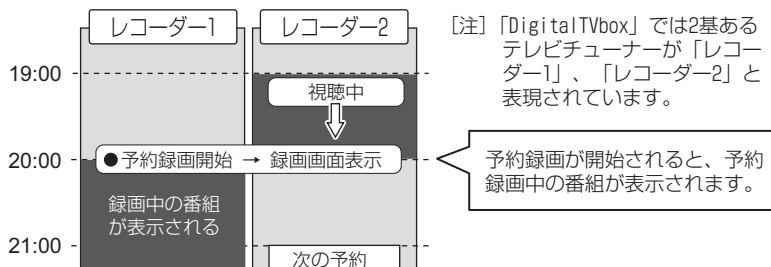 レコーダー1
レコーダー2
[注]「DigitalTVbox」では2基ある
テレビチューナーが「レコー
ダー1」、「レコーダー2」と
表現されています。
19:00
視聴中
20:00
●予約録画開始 → 録画画面表示
予約録画が開始されると、予約
録画中の番組が表示されます。
録画中の番組
が表示される
21:00
次の予約